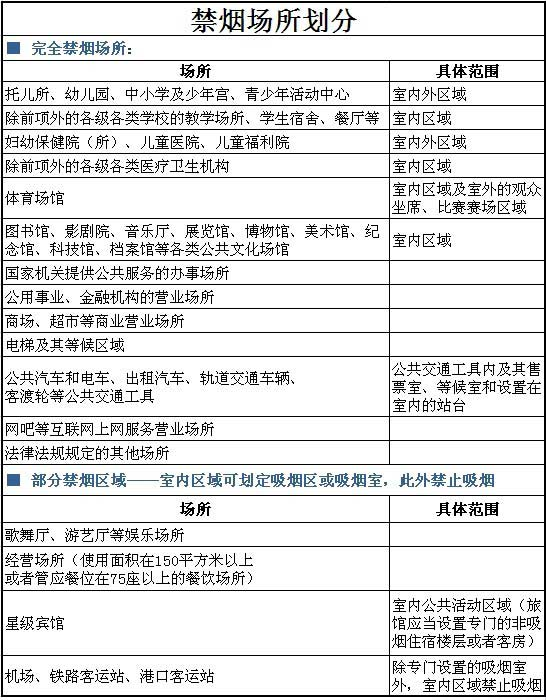 禁烟场所划分
■ 完全禁烟场所：
场所 具体范围
托儿所、幼儿园、中小学及少年宫、青少年活动中心 室内外区域
除前项外的各级各类学校的教学场所、学生宿舍、餐厅等 室内区域
妇幼保健院（所）、儿童医院、儿童福利院 室内外区域
除前项外的各级各类医疗卫生机构 室内区域
体育场馆
室内区域及室外的观众
坐席、比赛赛场区域
图书馆、影剧院、音乐厅、展览馆、博物馆、美术馆、纪
念馆、科技馆、档案馆等各类公共文化场馆
室内区域
国家机关提供公共服务的办事场所
公用事业、金融机构的营业场所
商场、超市等商业营业场所
电梯及其等候区域
公共汽车和电车、出租汽车、轨道交通车辆、
客渡轮等公共交通工具
公共交通工具内及其售
票室、等候室和设置在
室内的站台
网吧等互联网上网服务营业场所
法律法规规定的其他场所
■ 部分禁烟区域——室内区域可划定吸烟区或吸烟室，此外禁止吸烟
场所 具体范围
歌舞厅、游艺厅等娱乐场所
经营场所（使用面积在150平方米以上
或者管应餐位在75座以上的餐饮场所）
星级宾馆
室内公共活动区域（旅
馆应当设置专门的非吸
烟住宿楼层或者客房）
机场、铁路客运站、港口客运站
除专门设置的吸烟室
外，室内区域禁止吸烟